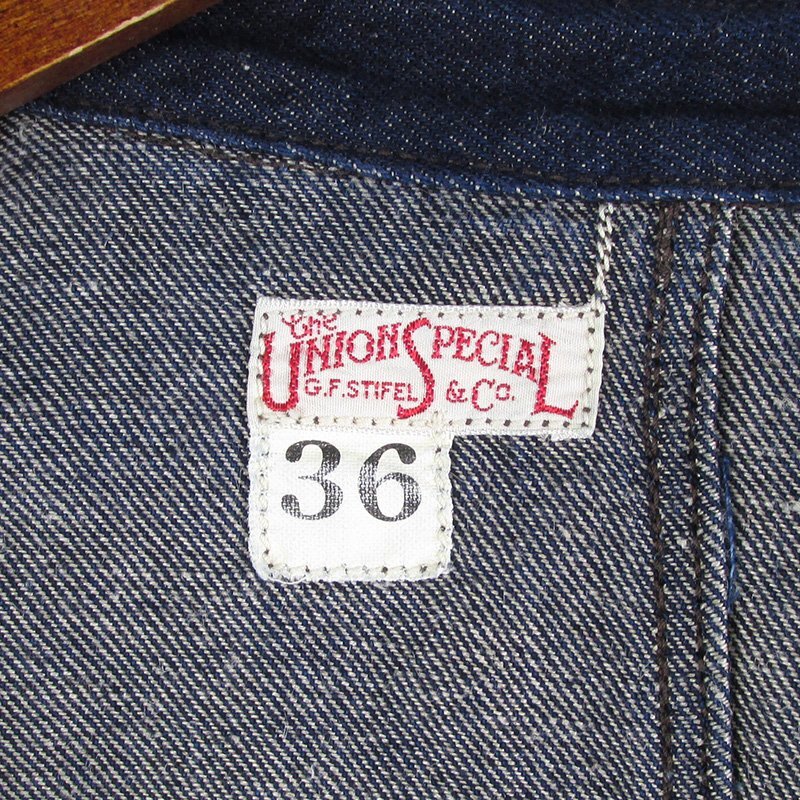 The
UNION SPECIAL
G.F. STIFEL & CO.
36